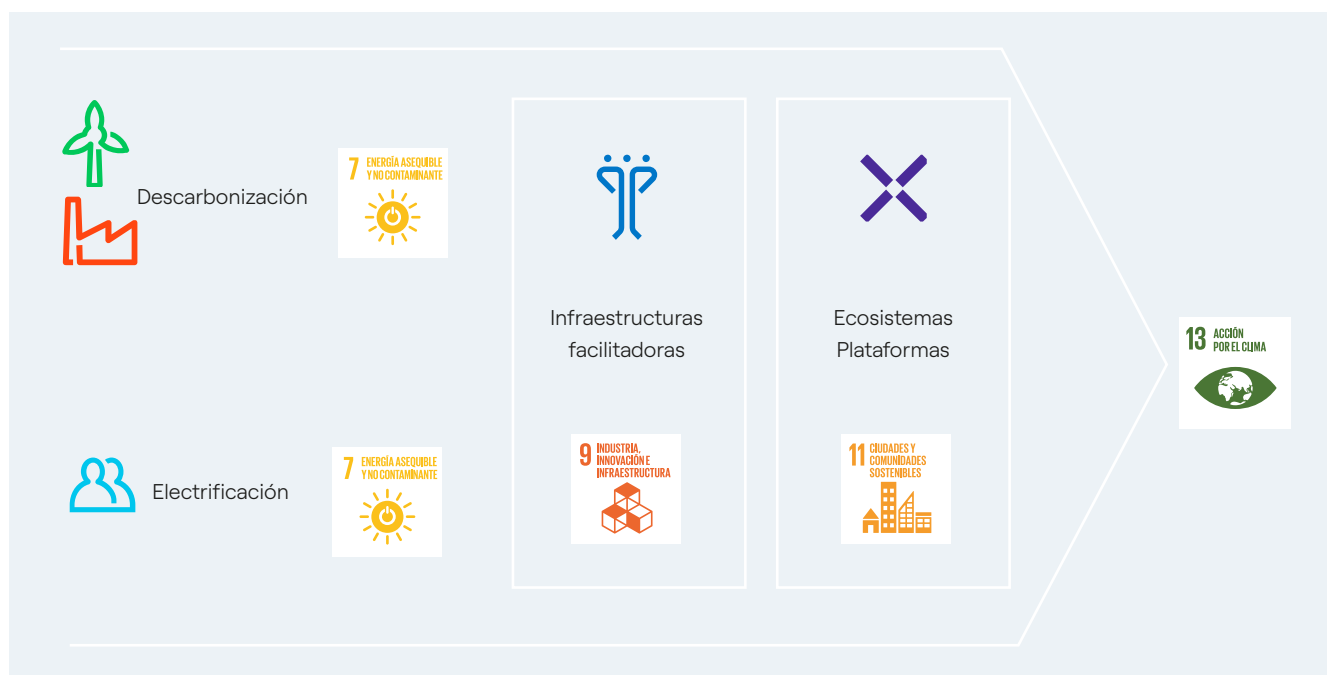 Descarbonización
7 ENERGÍA ASEQUIBLE
Y NO CONTAMINANTE
Infraestructuras
facilitadoras
Ecosistemas
Plataformas
13 ACCIÓN
POR EL CLIMA
Electrificación
7 ENERGÍA ASEQUIBLE
Y NO CONTAMINANTE
9 INDUSTRIA,
INNOVACIÓN E
INFRAESTRUCTURA
11 CIUDADES Y
COMUNIDADES
SOSTENIBLES